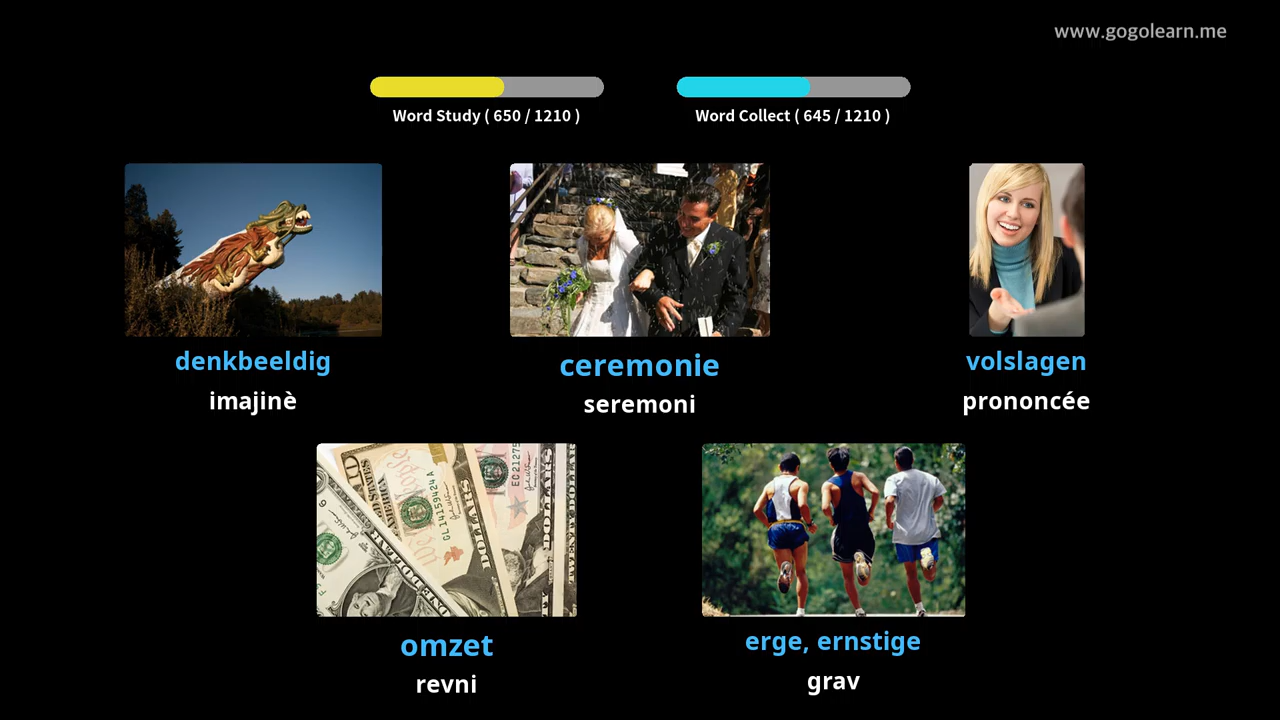 www.gogolearn.me
Word Study ( 650 / 1210 )
Word Collect ( 645 / 1210 )
denkbeeldig
imajinè
ceremonie
seremoni
volslagen
prononcée
omzet
revni
erge, ernstige
grav